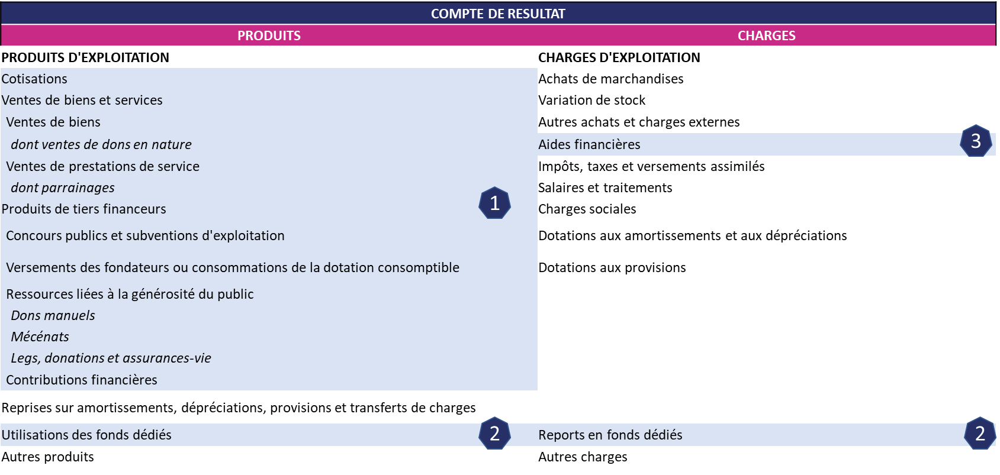 COMPTE DE RESULTAT
PRODUITS
CHARGES
PRODUITS D'EXPLOITATION
CHARGES D'EXPLOITATION
Cotisations
Achats de marchandises
Ventes de biens et services
Variation de stock
Ventes de biens
Autres achats et charges externes
dont ventes de dons en nature
Aides financières
3
Ventes de prestations de service
Impôts, taxes et versements assimilés
dont parrainages
Salaires et traitements
1
Produits de tiers financeurs
Charges sociales
Concours publics et subventions d'exploitation
Dotations aux amortissements et aux dépréciations
Versements des fondateurs ou consommations de la dotation consomptible
Dotations aux provisions
Ressources liées à la générosité du public
Dons manuels
Mécénats
Legs, donations et assurances-vie
Contributions financières
Reprises sur amortissements, dépréciations, provisions et transferts de charges
Utilisations des fonds dédiés
2
Reports en fonds dédiés
2
Autres produits
Autres charges